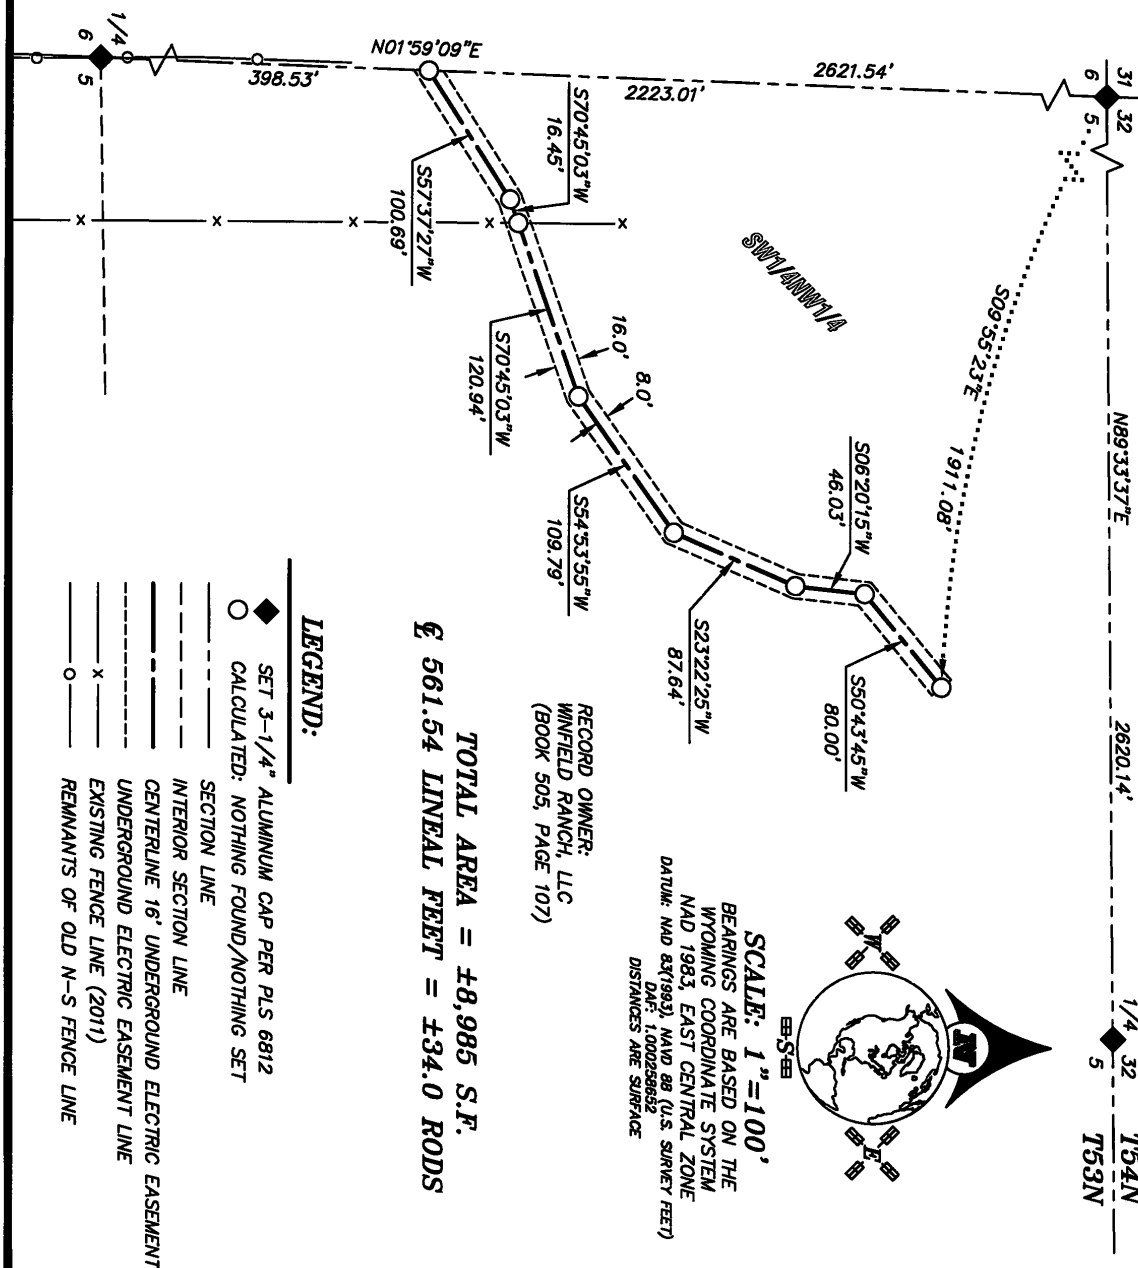 31
32
6
5
N89°33'37"E
2620.14'
1/4
32
5
T54N
T53N
2621.54'
2223.01'
N01°59'09"E
398.53'
1/4
6
5
S09°55'23"E
1911.08'
SW1/4NW1/4
S50°43'45"W
80.00'
S06°20'15"W
46.03'
S23°22'25"W
87.64'
S54°53'55"W
109.79'
8.0'
16.0'
S70°45'03"W
120.94'
S70°45'03"W
16.45'
S57°37'27"W
100.69'
N
W
E
S
SCALE: 1"=100'
BEARINGS ARE BASED ON THE
WYOMING COORDINATE SYSTEM
NAD 1983, EAST CENTRAL ZONE
DATUM: NAD 83(1993), NAVD 88 (U.S. SURVEY FEET)
DAF: 1.000258652
DISTANCES ARE SURFACE
RECORD OWNER:
WINFIELD RANCH, LLC
(BOOK 505, PAGE 107)
TOTAL AREA = ±8,985 S.F.
℄ 561.54 LINEAL FEET = ±34.0 RODS
LEGEND:
SET 3-1/4" ALUMINUM CAP PER PLS 6812
CALCULATED: NOTHING FOUND/NOTHING SET
SECTION LINE
INTERIOR SECTION LINE
CENTERLINE 16' UNDERGROUND ELECTRIC EASEMENT
UNDERGROUND ELECTRIC EASEMENT LINE
EXISTING FENCE LINE (2011)
REMNANTS OF OLD N-S FENCE LINE